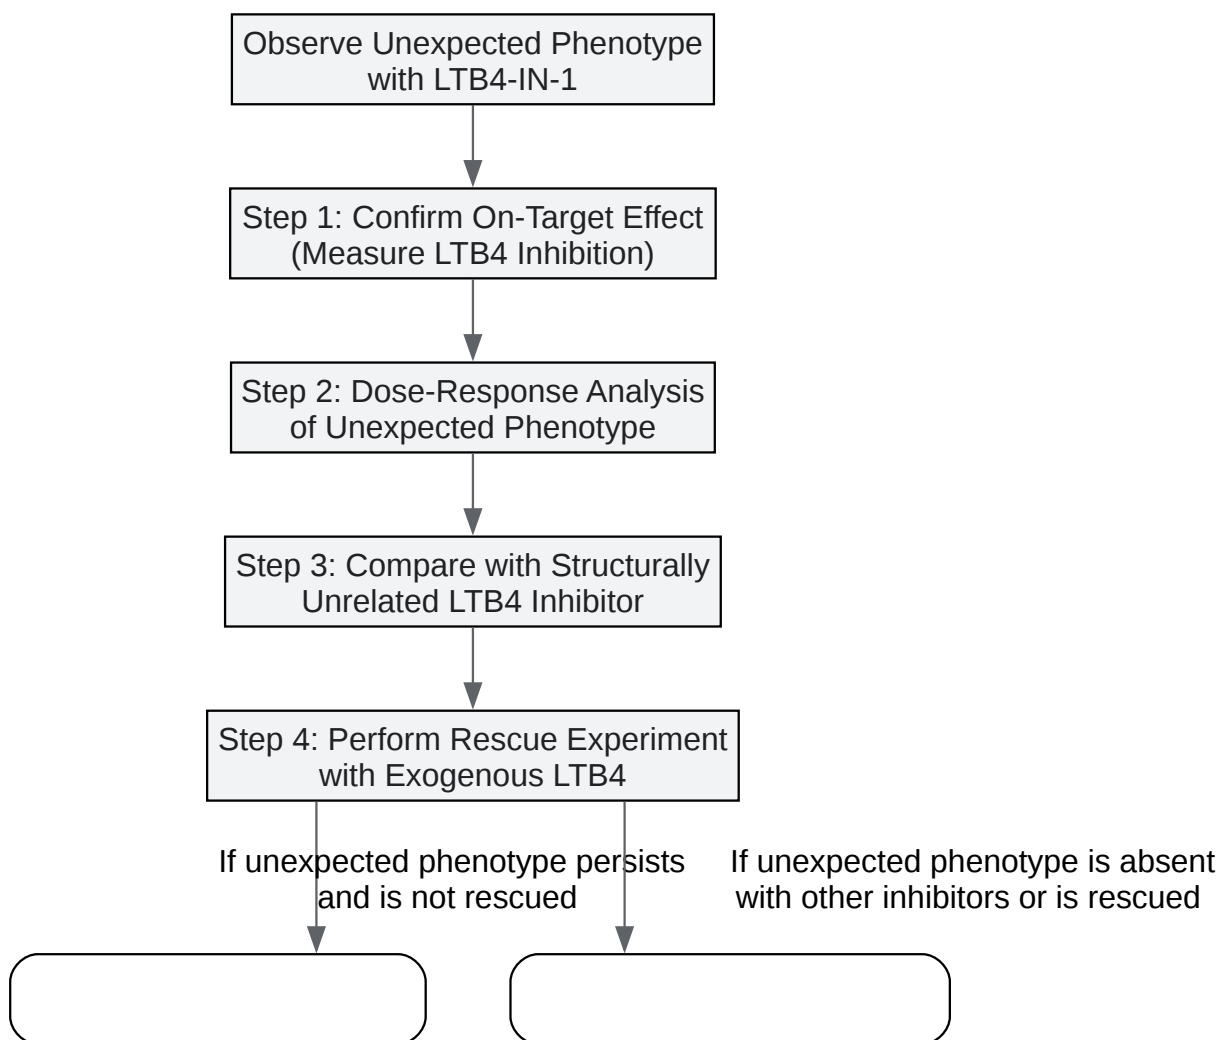 Observe Unexpected Phenotype
with LTB4-IN-1
Step 1: Confirm On-Target Effect
(Measure LTB4 Inhibition)
Step 2: Dose-Response Analysis
of Unexpected Phenotype
Step 3: Compare with Structurally
Unrelated LTB4 Inhibitor
Step 4: Perform Rescue Experiment
with Exogenous LTB4
If unexpected phenotype persists
and is not rescued
If unexpected phenotype is absent
with other inhibitors or is rescued